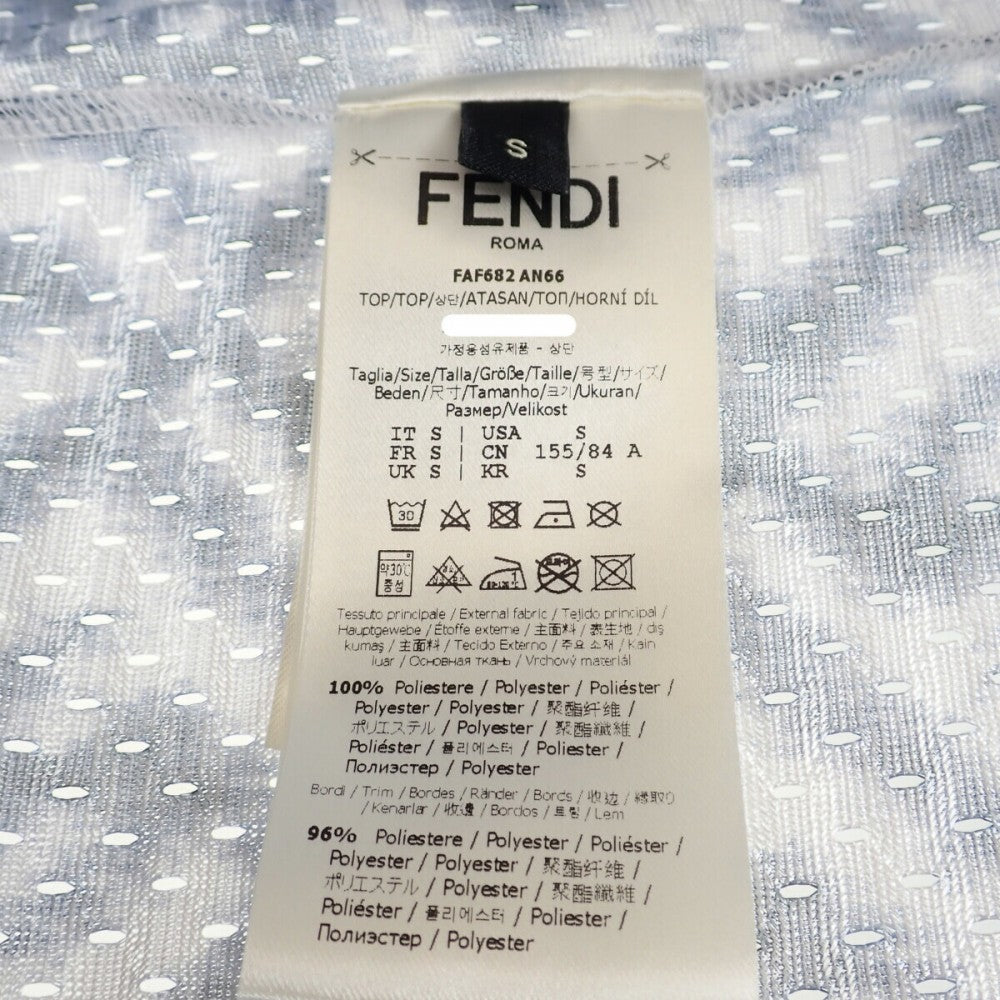 S
FENDI
ROMA
FAF682 AN66
TOP/TOP/상단/ATASAN/ТОП/HORNÍ DÍL
가정용섬유제품 - 상단
Taglia/Size/Talla/Größe/Taille/号型/サイズ/
Beden/尺寸/Tamanho/크기/Ukuran/
Размер/Velikost
IT S | USA S
FR S | CN 155/84 A
UK S | KR S
30
약30℃
중성
Tessuto principale / External fabric / Tejido principal /
Hauptgewebe / Étoffe externe / 主面料 / 表生地 / dış
kumaş / 主面料 / Tecido Externo / 주요 소재 / Kain
luar / Основная ткань / Vrchový materiál
100% Poliestere / Polyester / Poliéster /
Polyester / Polyester / 聚酯纤维 /
ポリエステル / Polyester / 聚酯纖維 /
Poliéster / 폴리에스터 / Poliester /
Полиэстер / Polyester
Bordi / Trim / Bordes / Ränder / Bords / 收边 / 縁取り
/ Kenarlar / 收邊 / Bordos / 트림 / Lem
96% Poliestere / Polyester / Poliéster /
Polyester / Polyester / 聚酯纤维 /
ポリエステル / Polyester / 聚酯纖維 /
Poliéster / 폴리에스터 / Poliester /
Полиэстер / Polyester